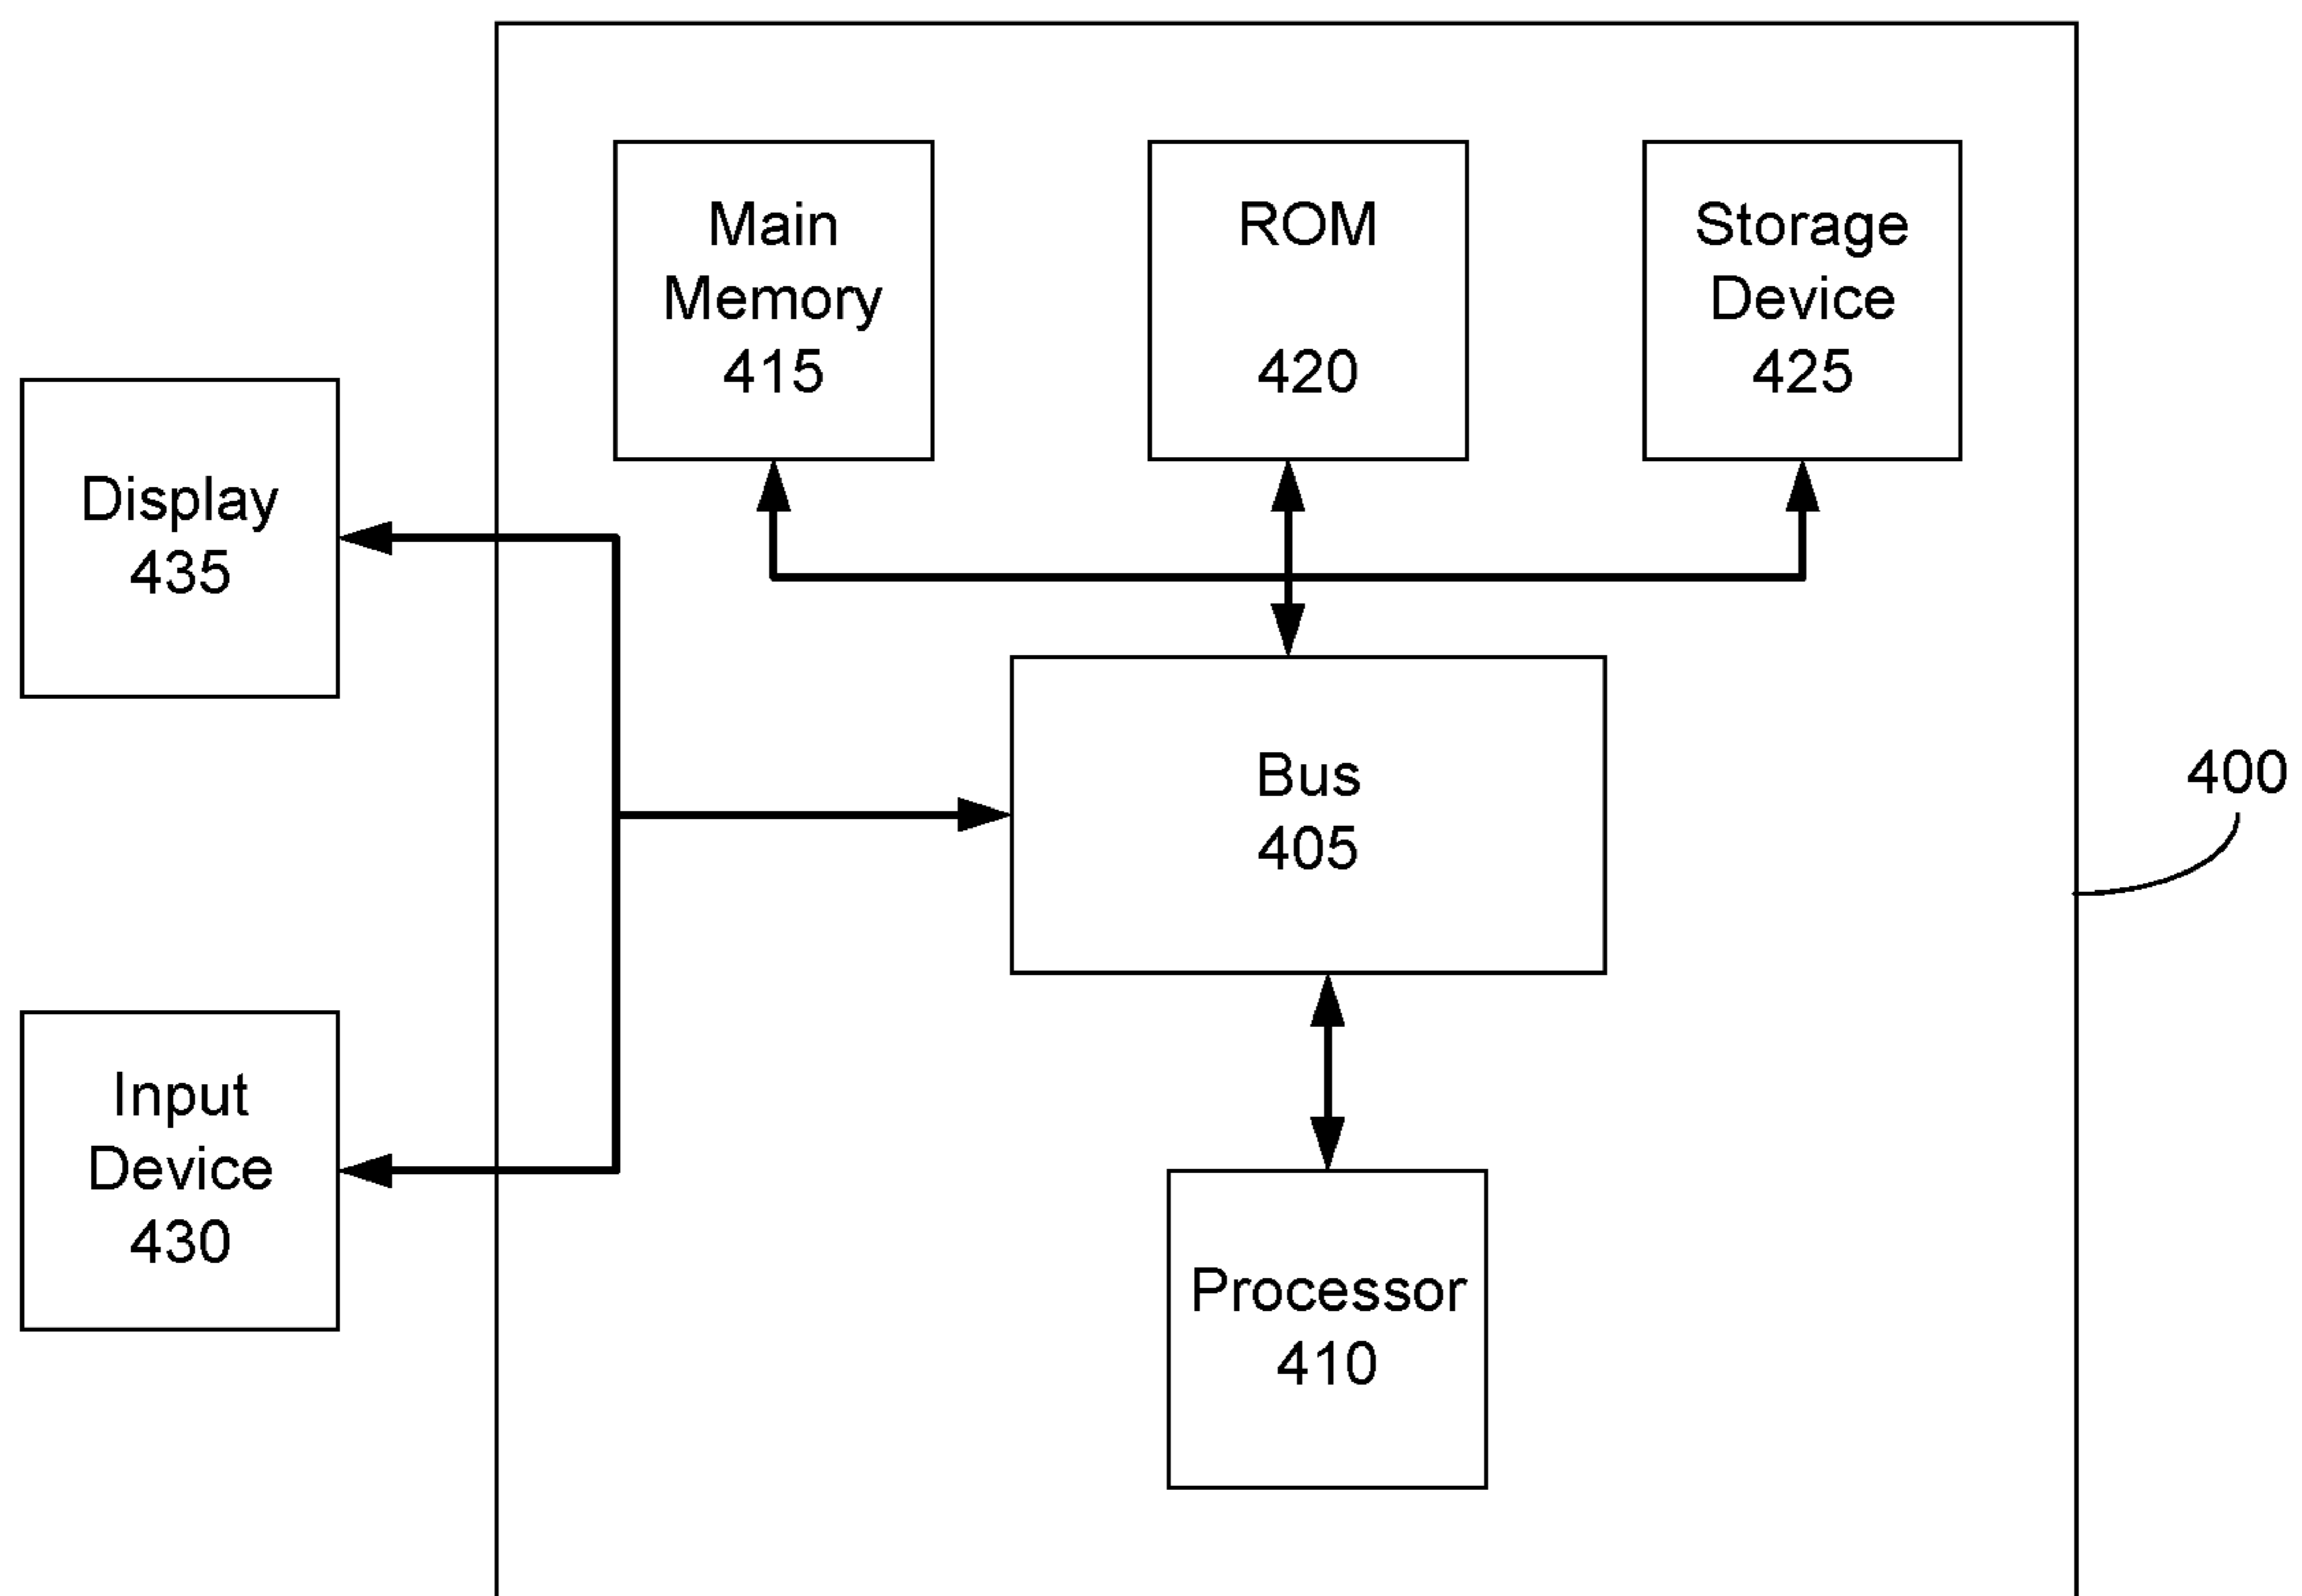 Main
Memory
415
ROM
420
Storage
Device
425
Display
435
Bus
405
400
Input
Device
430
Processor
410